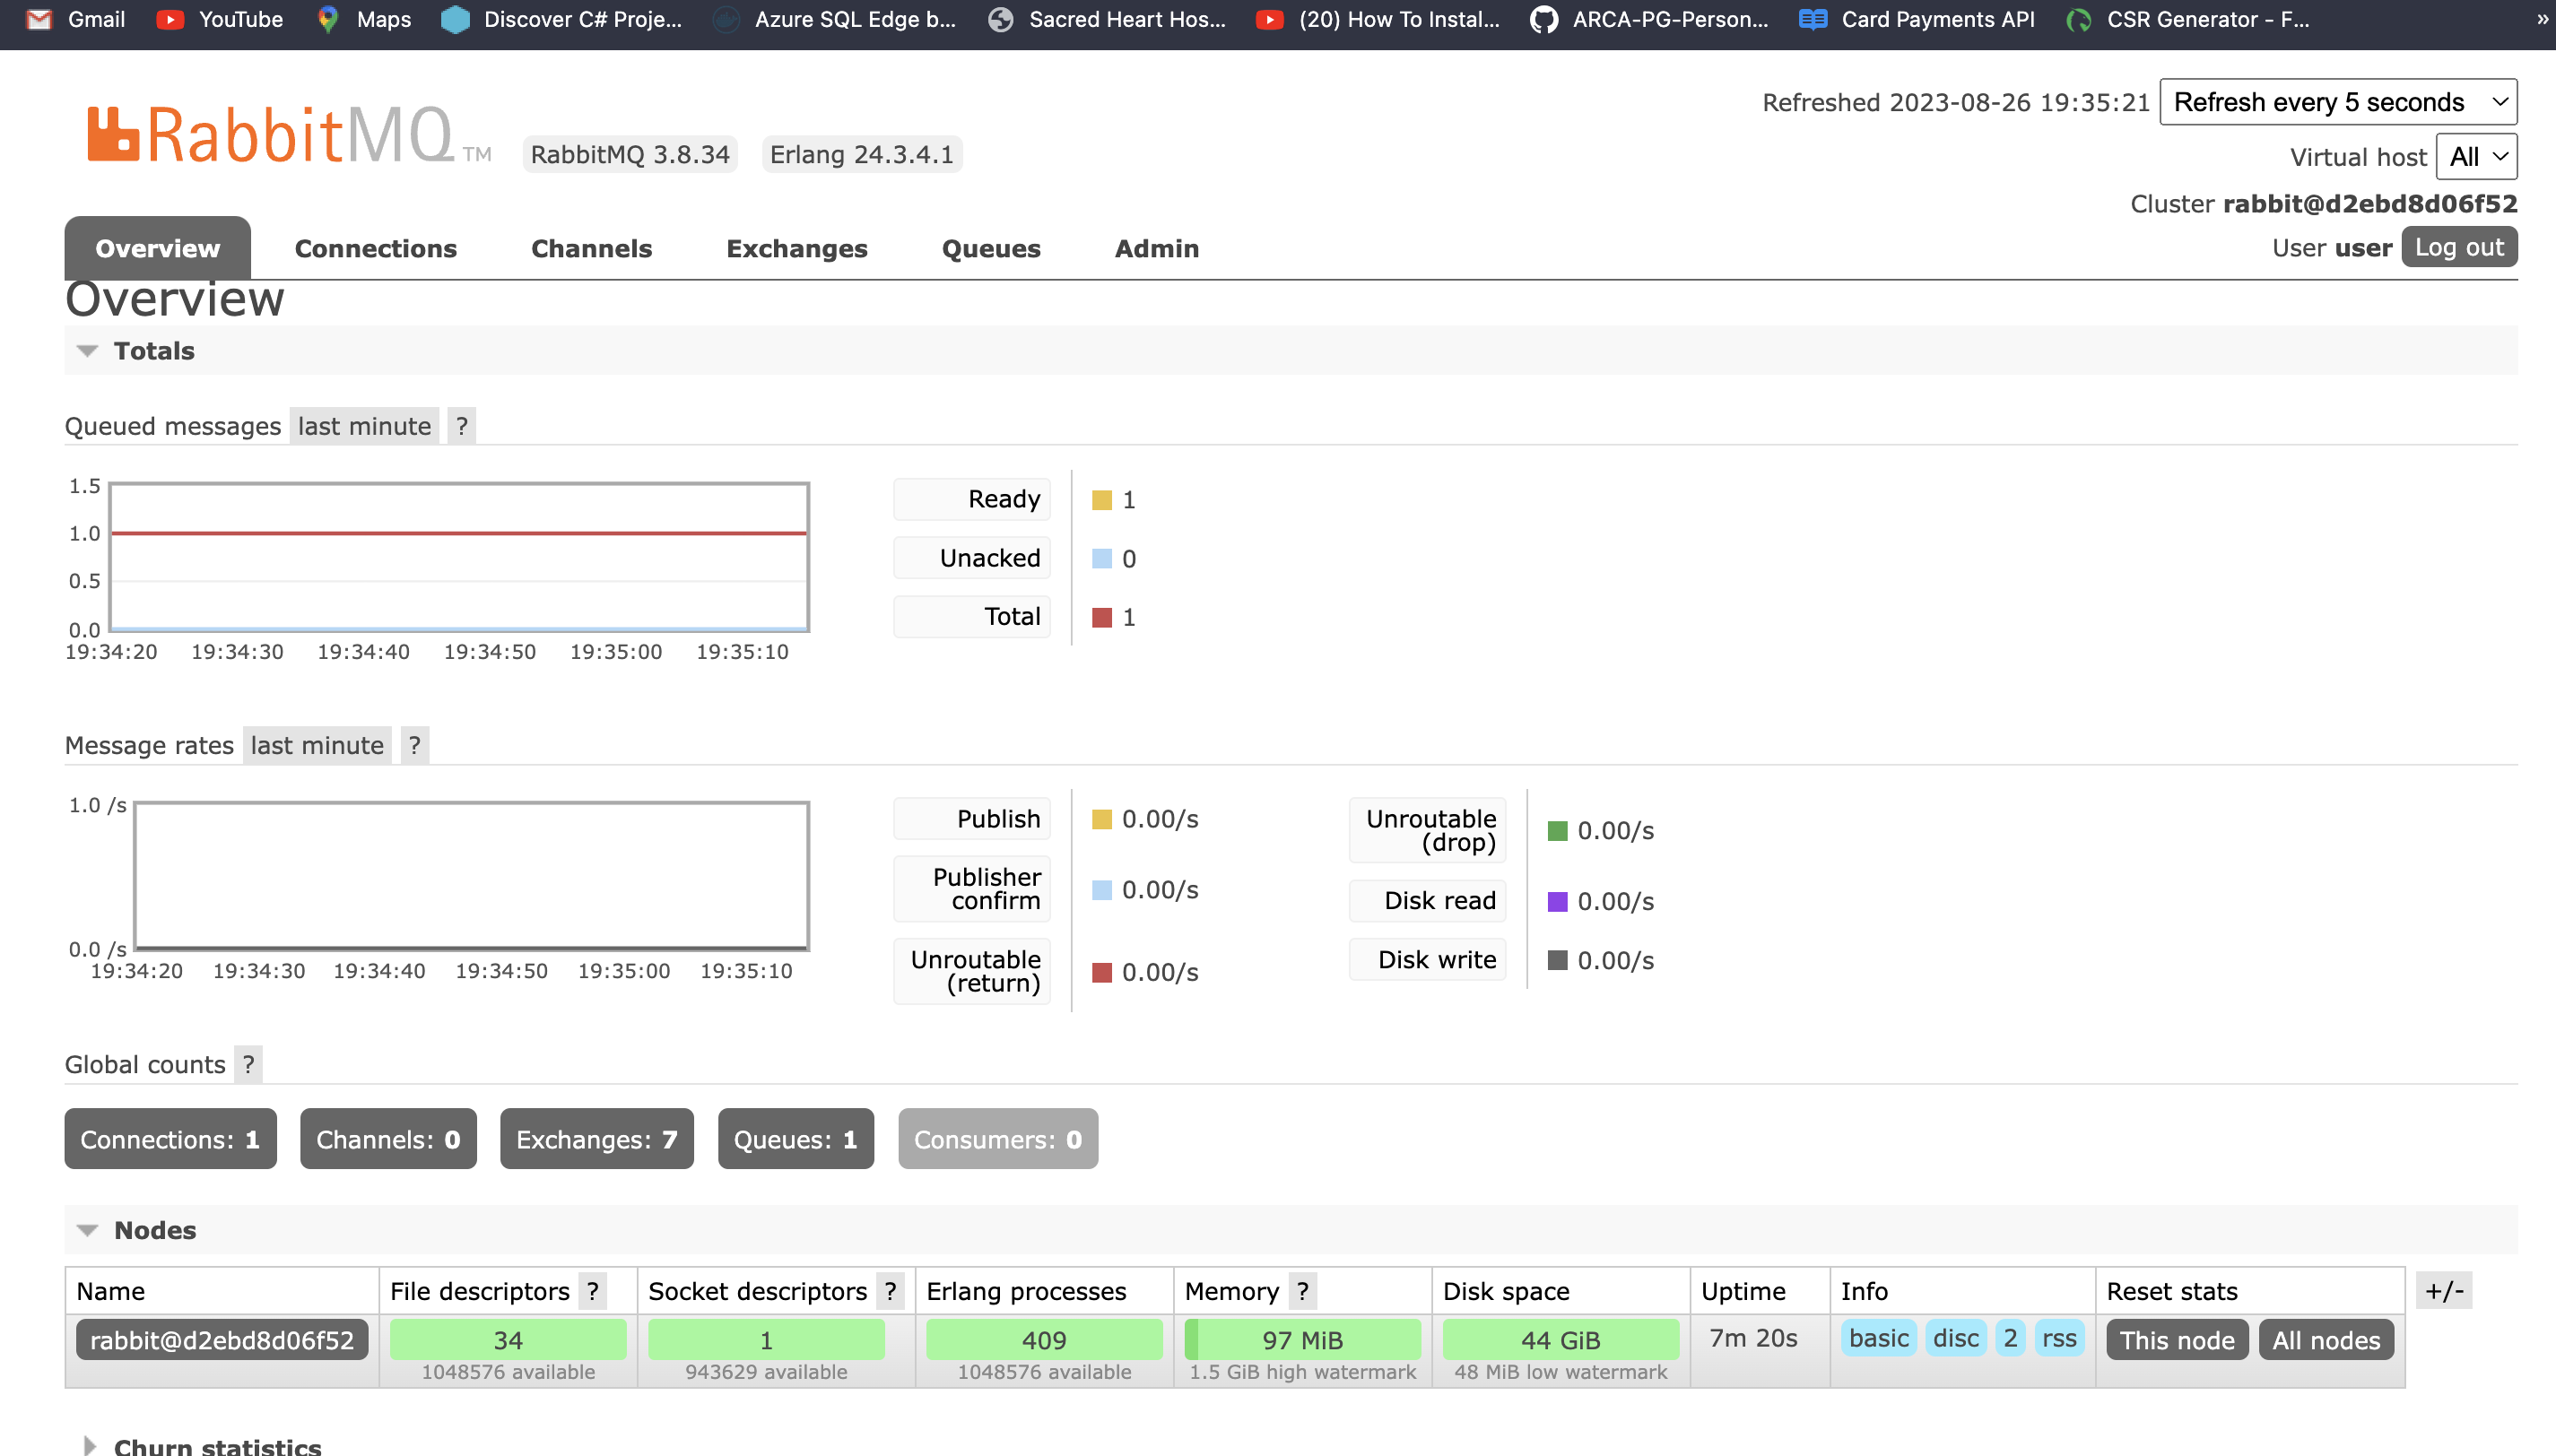 Gmail YouTube Maps Discover C# Proje... Azure SQL Edge b... Sacred Heart Hos... (20) How To Instal... ARCA-PG-Person... Card Payments API CSR Generator - F... »
RabbitMQ TM RabbitMQ 3.8.34 Erlang 24.3.4.1
Refreshed 2023-08-26 19:35:21 Refresh every 5 seconds
Virtual host All
Cluster rabbit@d2ebd8d06f52
User user Log out
Overview Connections Channels Exchanges Queues Admin
Overview
Totals
Queued messages last minute ?
1.5
1.0
0.5
0.0
19:34:20 19:34:30 19:34:40 19:34:50 19:35:00 19:35:10
Ready 1
Unacked 0
Total 1
Message rates last minute ?
1.0 /s
0.0 /s
19:34:20 19:34:30 19:34:40 19:34:50 19:35:00 19:35:10
Publish 0.00/s
Publisher
confirm 0.00/s
Unroutable
(return) 0.00/s
Unroutable
(drop) 0.00/s
Disk read 0.00/s
Disk write 0.00/s
Global counts ?
Connections: 1 Channels: 0 Exchanges: 7 Queues: 1 Consumers: 0
Nodes
Name File descriptors ? Socket descriptors ? Erlang processes Memory ? Disk space Uptime Info Reset stats +/-
rabbit@d2ebd8d06f52 34 1 409 97 MiB 44 GiB 7m 20s basic disc 2 rss This node All nodes
1048576 available 943629 available 1048576 available 1.5 GiB high watermark 48 MiB low watermark
Churn statistics